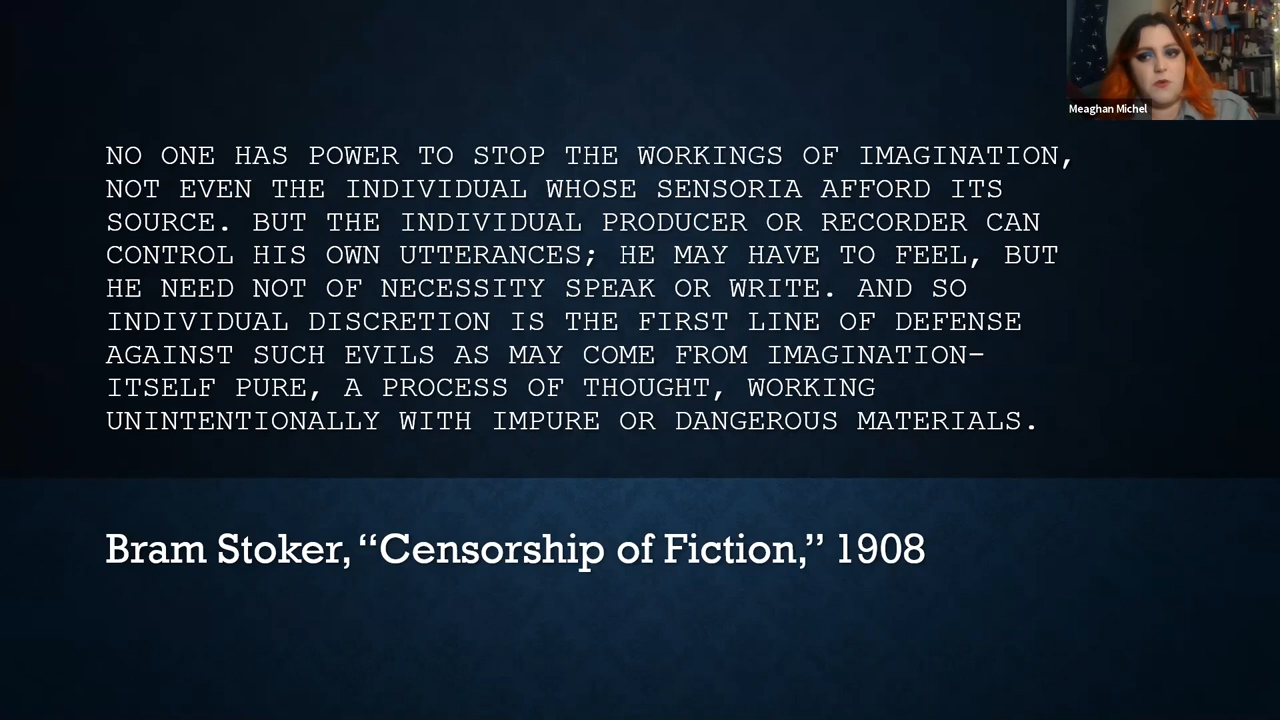 Meaghan Michel
NO ONE HAS POWER TO STOP THE WORKINGS OF IMAGINATION,
NOT EVEN THE INDIVIDUAL WHOSE SENSORIA AFFORD ITS
SOURCE. BUT THE INDIVIDUAL PRODUCER OR RECORDER CAN
CONTROL HIS OWN UTTERANCES; HE MAY HAVE TO FEEL, BUT
HE NEED NOT OF NECESSITY SPEAK OR WRITE. AND SO
INDIVIDUAL DISCRETION IS THE FIRST LINE OF DEFENSE
AGAINST SUCH EVILS AS MAY COME FROM IMAGINATION-
ITSELF PURE, A PROCESS OF THOUGHT, WORKING
UNINTENTIONALLY WITH IMPURE OR DANGEROUS MATERIALS.
Bram Stoker, “Censorship of Fiction,” 1908